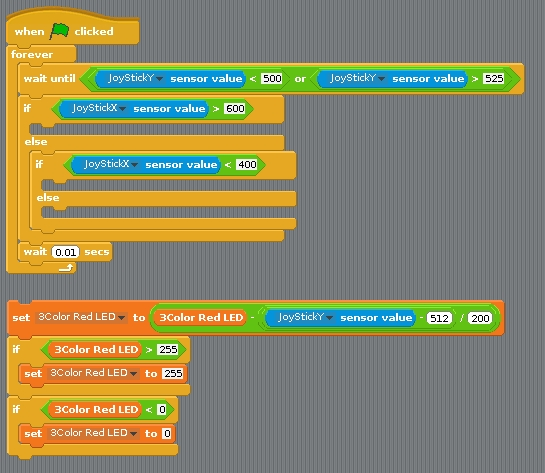 when clicked
forever
wait until JoyStickY sensor value < 500 or JoyStickY sensor value > 525
if JoyStickX sensor value > 600
else
if JoyStickX sensor value < 400
else
wait 0.01 secs
set 3Color Red LED to 3Color Red LED - JoyStickY sensor value - 512 / 200
if 3Color Red LED > 255
set 3Color Red LED to 255
if 3Color Red LED < 0
set 3Color Red LED to 0